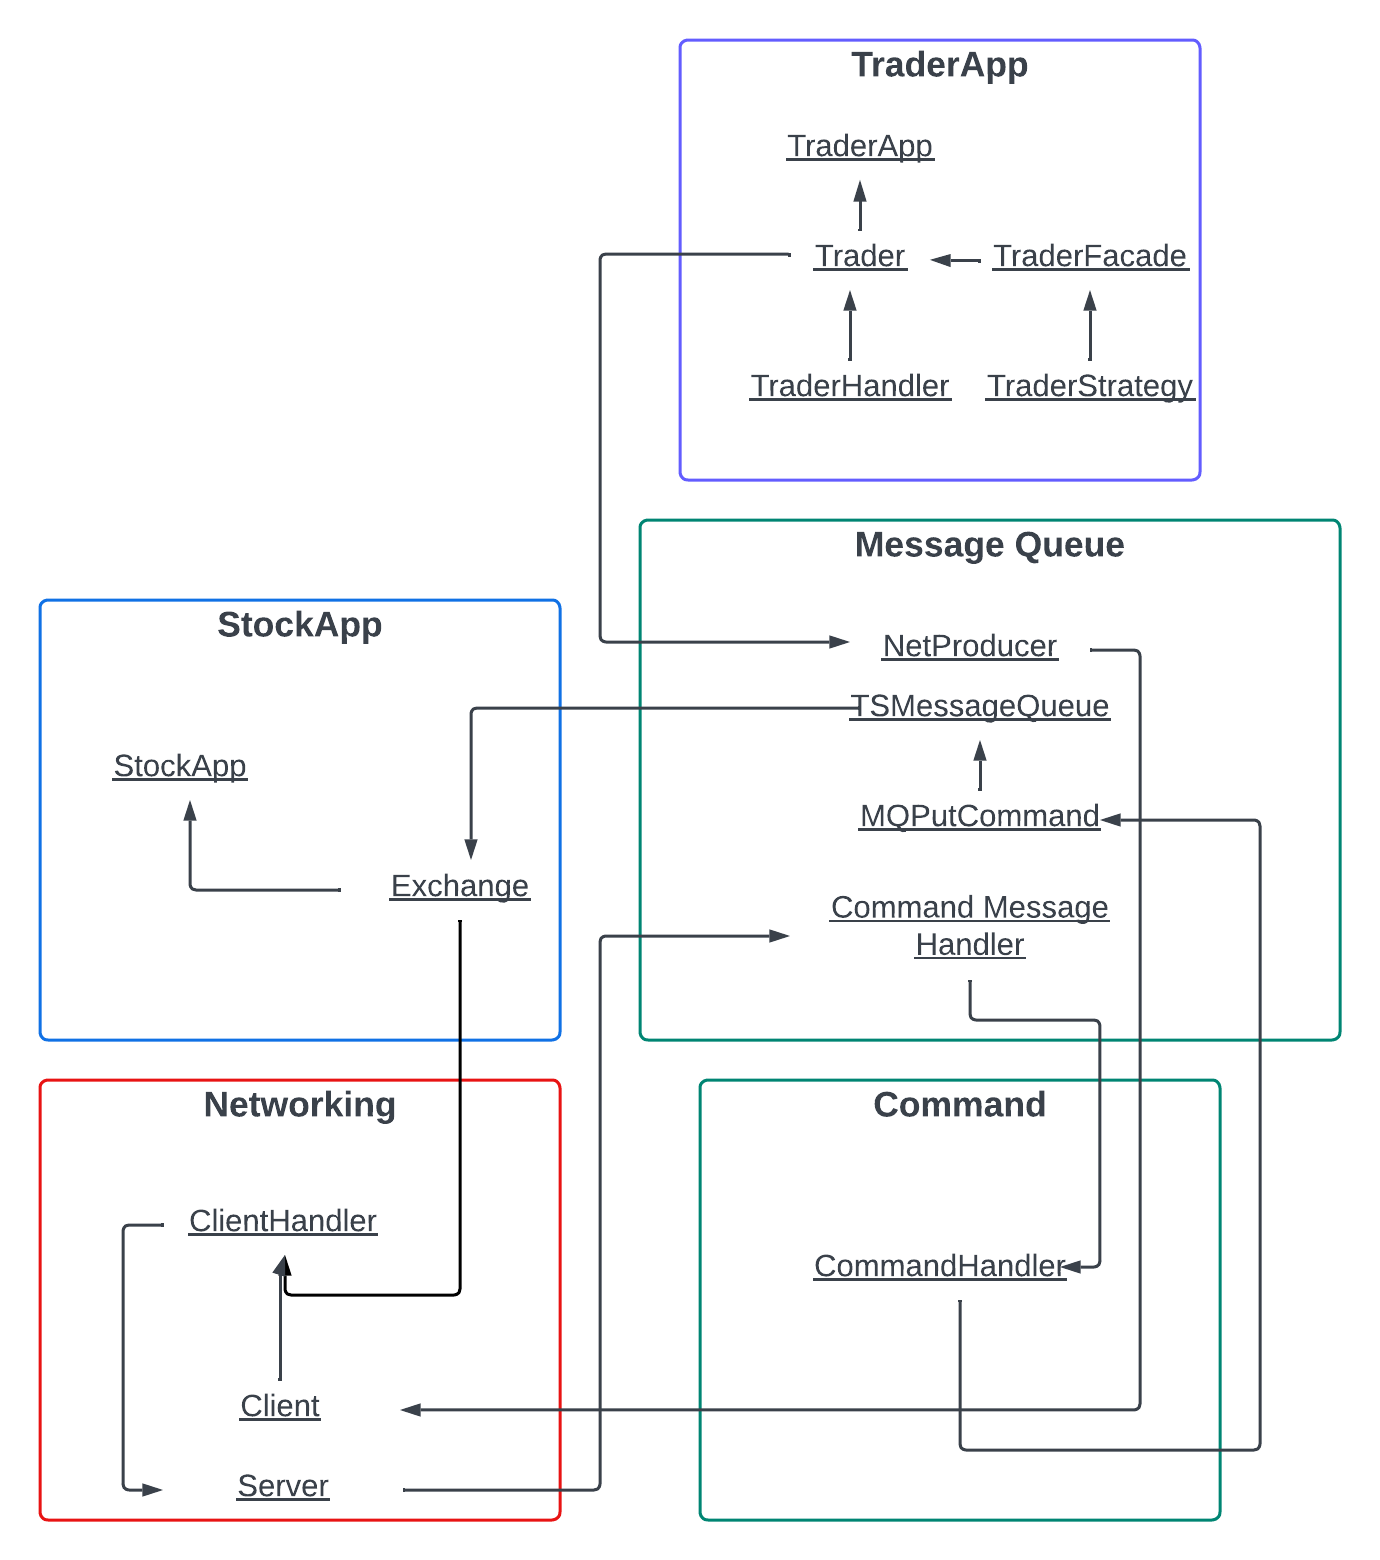 TraderApp
TraderApp
Trader
TraderFacade
TraderHandler
TraderStrategy
Message Queue
NetProducer
TSMessageQueue
MQPutCommand
Command Message
Handler
StockApp
StockApp
Exchange
Networking
ClientHandler
Client
Server
Command
CommandHandler